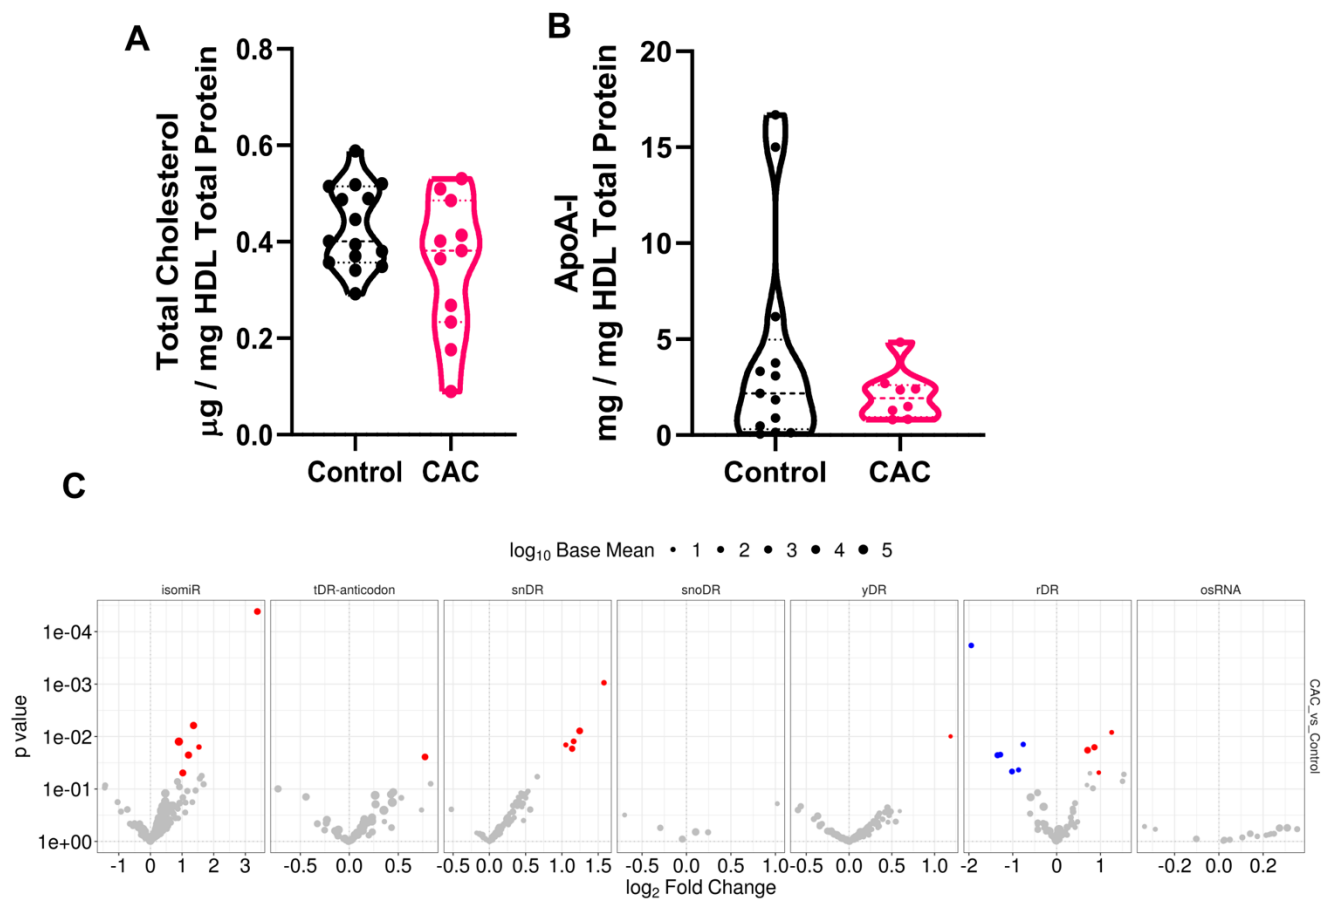 A
Total Cholesterol
µg / mg HDL Total Protein
0.8
0.6
0.4
0.2
0.0
Control CAC
B
ApoA-I
mg / mg HDL Total Protein
20
15
10
5
0
Control CAC
C
log10 Base Mean 1 2 3 4 5
isomiR tDR-anticodon snDR snoDR yDR rDR osRNA
p value
1e-04
1e-03
1e-02
1e-01
1e+00
CAC_vs_Control
-1 0 1 2 3 -0.5 0.0 0.5 0.0 0.5 1.0 1.5 -0.5 0.0 0.5 1.0 -0.5 0.0 0.5 1.0 -2 -1 0 1 0.0 0.2
log2 Fold Change